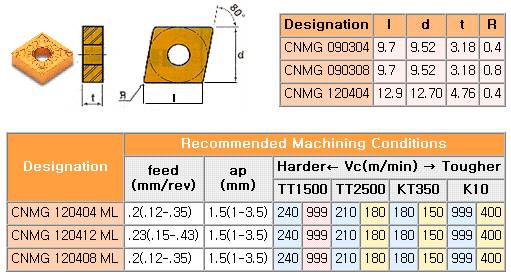 80°
d
t
R
l
Designation l d t R
CNMG 090304 9.7 9.52 3.18 0.4
CNMG 090308 9.7 9.52 3.18 0.8
CNMG 120404 12.9 12.70 4.76 0.4
Designation Recommended Machining Conditions
feed (mm/rev) ap (mm) Harder← Vc(m/min) → Tougher
TT1500 TT2500 KT350 K10
CNMG 120404 ML .2(.12-.35) 1.5(1-3.5) 240 999 210 180 180 150 999 400
CNMG 120412 ML .23(.15-.43) 1.5(1-3.5) 240 999 210 180 180 150 999 400
CNMG 120408 ML .2(.12-.35) 1.5(1-3.5) 240 999 210 180 180 150 999 400